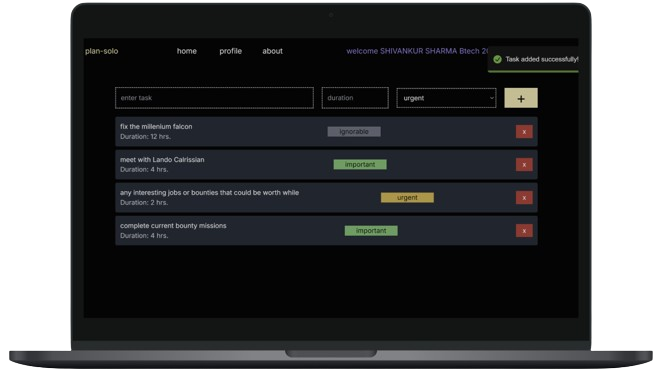 plan-solo
home
profile
about
welcome SHIVANKUR SHARMA Btech 20
Task added successfully!
enter task
duration
urgent
+
fix the millenium falcon
Duration: 12 hrs.
ignorable
x
meet with Lando Calrissian
Duration: 4 hrs.
important
x
any interesting jobs or bounties that could be worth while
Duration: 2 hrs.
urgent
x
complete current bounty missions
Duration: 4 hrs.
important
x